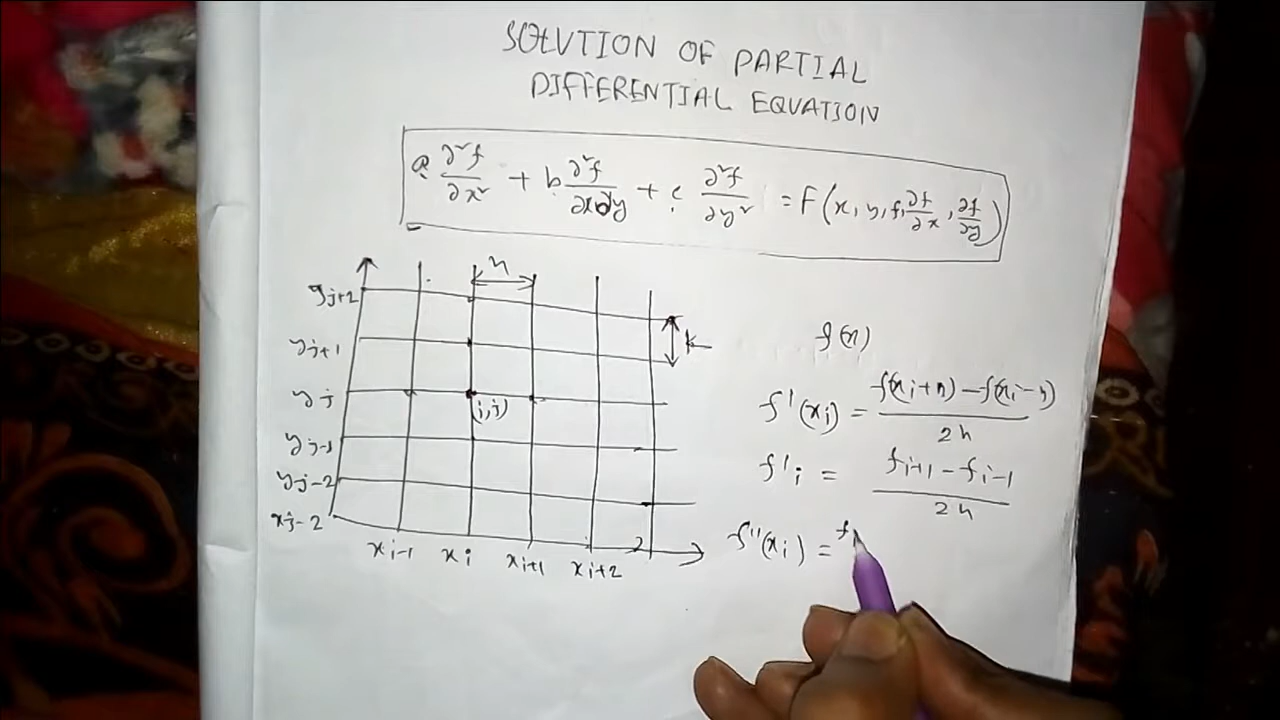 SOLUTION OF PARTIAL
DIFFERENTIAL EQUATION
a ∂²f/∂x² + b ∂²f/∂x∂y + c ∂²f/∂y² = F(x, y, f, ∂f/∂x, ∂f/∂y)
h
yj+2
k
yj+1
yj
(i,j)
yj-1
yj-2
xi-2
xi-1 xi xi+1 xi+2
f(x)
f'(xi) = f(xi+h) - f(xi-h) / 2h
f'i = fi+1 - fi-1 / 2h
f''(xi) = f